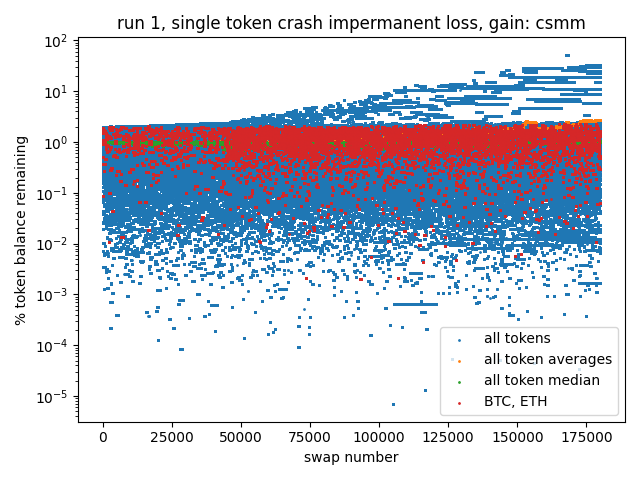 run 1, single token crash impermanent loss, gain: csmm
% token balance remaining
10^2
10^1
10^0
10^−1
10^−2
10^−3
10^−4
10^−5
all tokens
all token averages
all token median
BTC, ETH
0 25000 50000 75000 100000 125000 150000 175000
swap number